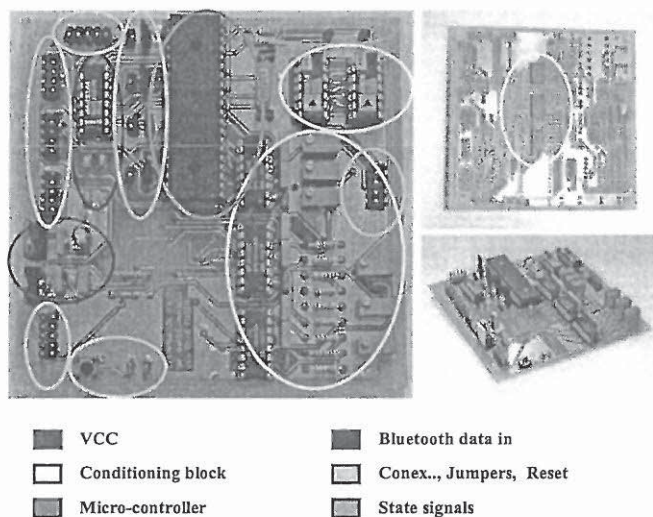 VCC
Bluetooth data in
Conditioning block
Conex.., Jumpers, Reset
Micro-controller
State signals